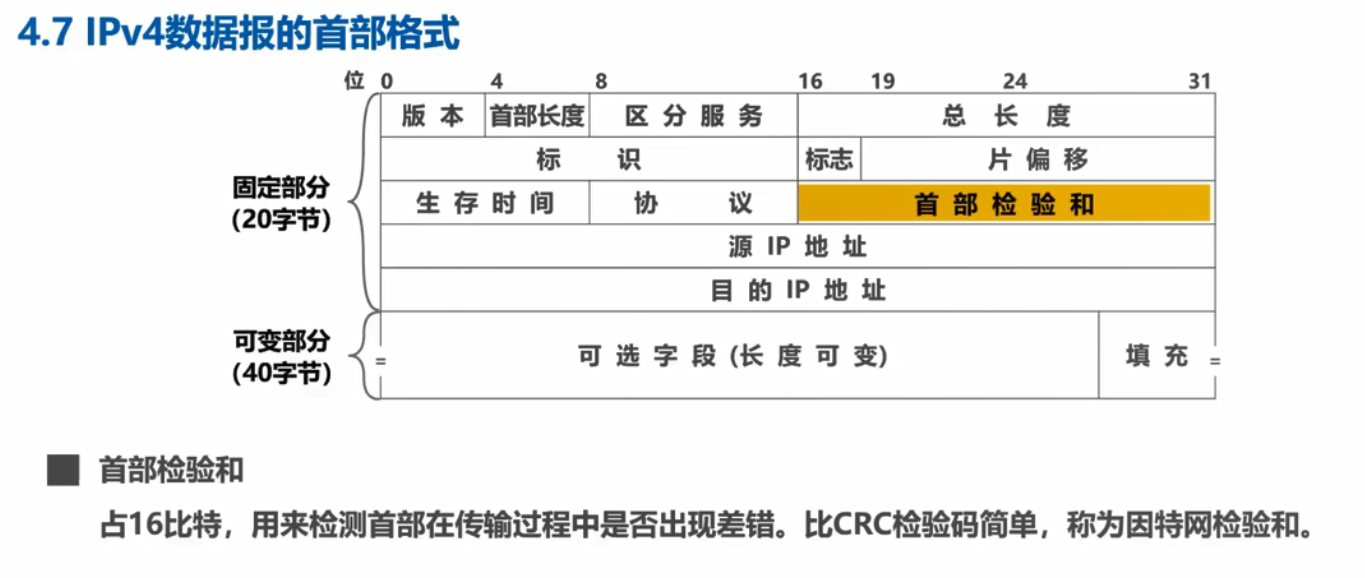 4.7 IPv4数据报的首部格式
位 0 4 8 16 19 24 31
版 本 首部长度 区 分 服 务 总 长 度
标 识 标志 片 偏 移
固定部分
(20字节)
生 存 时 间 协 议 首 部 检 验 和
源 IP 地 址
目 的 IP 地 址
可变部分
(40字节)
= 可 选 字 段 (长 度 可 变) 填 充 =
首部检验和
占16比特，用来检测首部在传输过程中是否出现差错。比CRC检验码简单，称为因特网检验和。